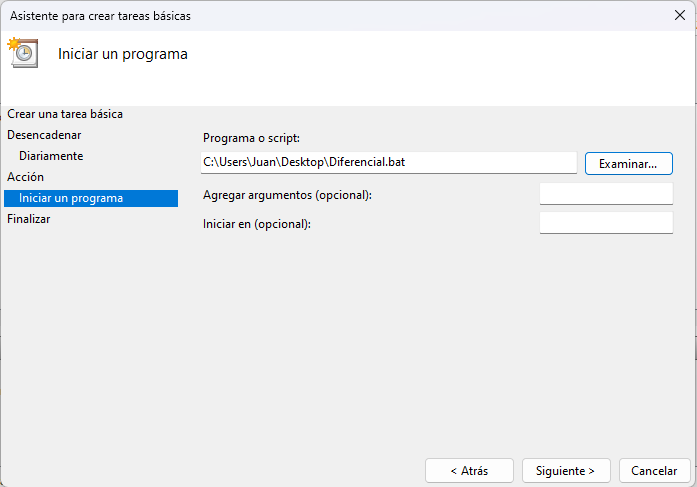 Asistente para crear tareas básicas
Iniciar un programa
Crear una tarea básica
Desencadenar
Diariamente
Acción
Iniciar un programa
Finalizar
Programa o script:
C:\Users\Juan\Desktop\Diferencial.bat
Examinar...
Agregar argumentos (opcional):
Iniciar en (opcional):
< Atrás
Siguiente >
Cancelar